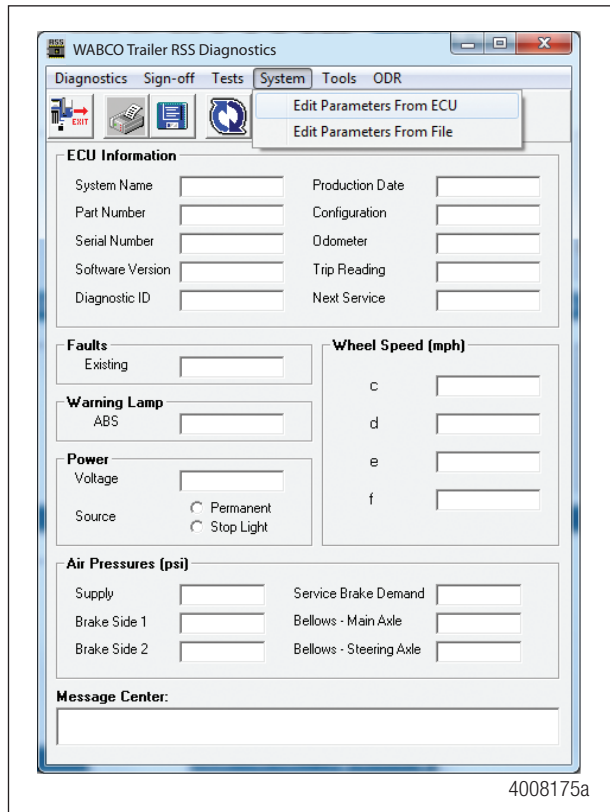 RSS
WABCO Trailer RSS Diagnostics
Diagnostics Sign-off Tests System Tools ODR
EXIT
Edit Parameters From ECU
Edit Parameters From File
ECU Information
System Name Production Date
Part Number Configuration
Serial Number Odometer
Software Version Trip Reading
Diagnostic ID Next Service
Faults Wheel Speed (mph)
Existing
c
Warning Lamp
ABS d
e
Power
Voltage
f
Source Permanent
Stop Light
Air Pressures (psi)
Supply Service Brake Demand
Brake Side 1 Bellows - Main Axle
Brake Side 2 Bellows - Steering Axle
Message Center:
4008175a